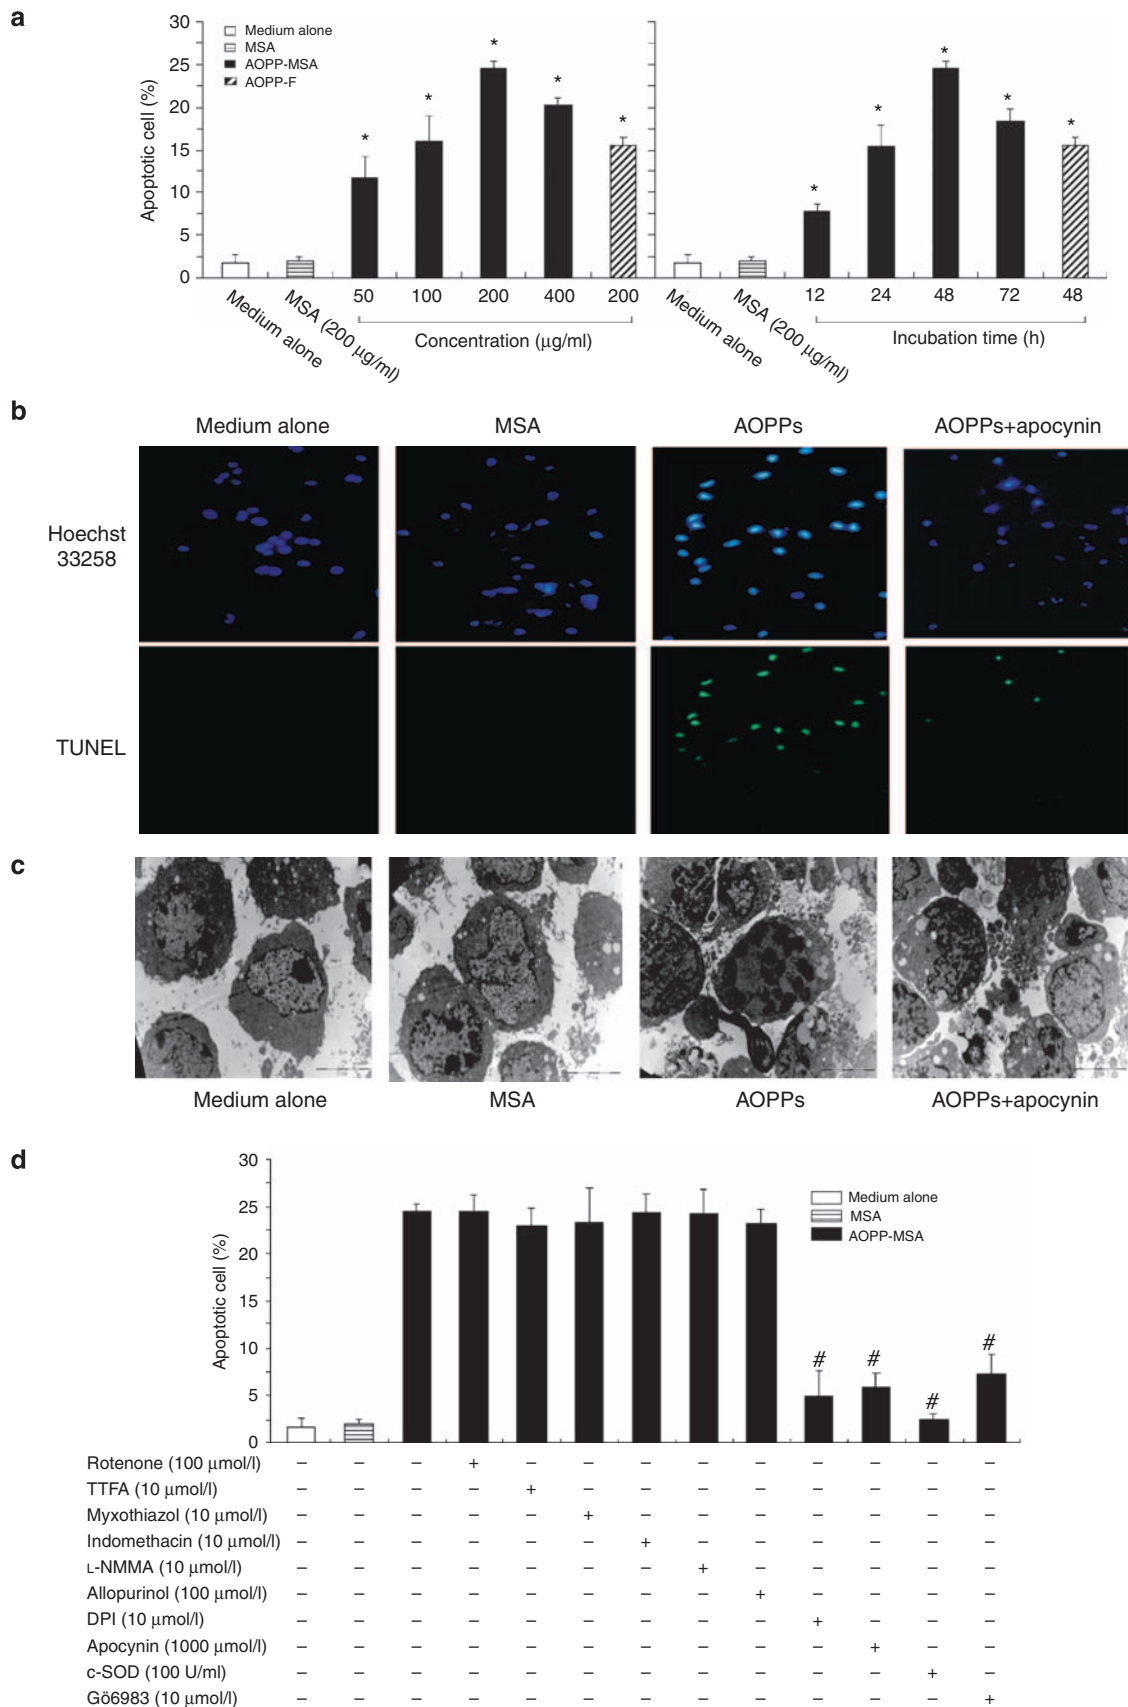 a
Apoptotic cell (%)
30
25
20
15
10
5
0
Medium alone
MSA
AOPP-MSA
AOPP-F
* * * * * * * * * *
Medium alone
MSA (200 μg/ml)
50 100 200 400 200
Concentration (μg/ml)
Medium alone
MSA (200 μg/ml)
12 24 48 72 48
Incubation time (h)
b
Medium alone MSA AOPPs AOPPs+apocynin
Hoechst
33258
TUNEL
c
Medium alone MSA AOPPs AOPPs+apocynin
d
Apoptotic cell (%)
30
25
20
15
10
5
0
Medium alone
MSA
AOPP-MSA
# # # #
Rotenone (100 μmol/l) – – – + – – – – – – – – –
TTFA (10 μmol/l) – – – – + – – – – – – – –
Myxothiazol (10 μmol/l) – – – – – + – – – – – – –
Indomethacin (10 μmol/l) – – – – – – + – – – – – –
L-NMMA (10 μmol/l) – – – – – – – + – – – – –
Allopurinol (100 μmol/l) – – – – – – – – + – – – –
DPI (10 μmol/l) – – – – – – – – – + – – –
Apocynin (1000 μmol/l) – – – – – – – – – – + – –
c-SOD (100 U/ml) – – – – – – – – – – – + –
Gö6983 (10 μmol/l) – – – – – – – – – – – – +